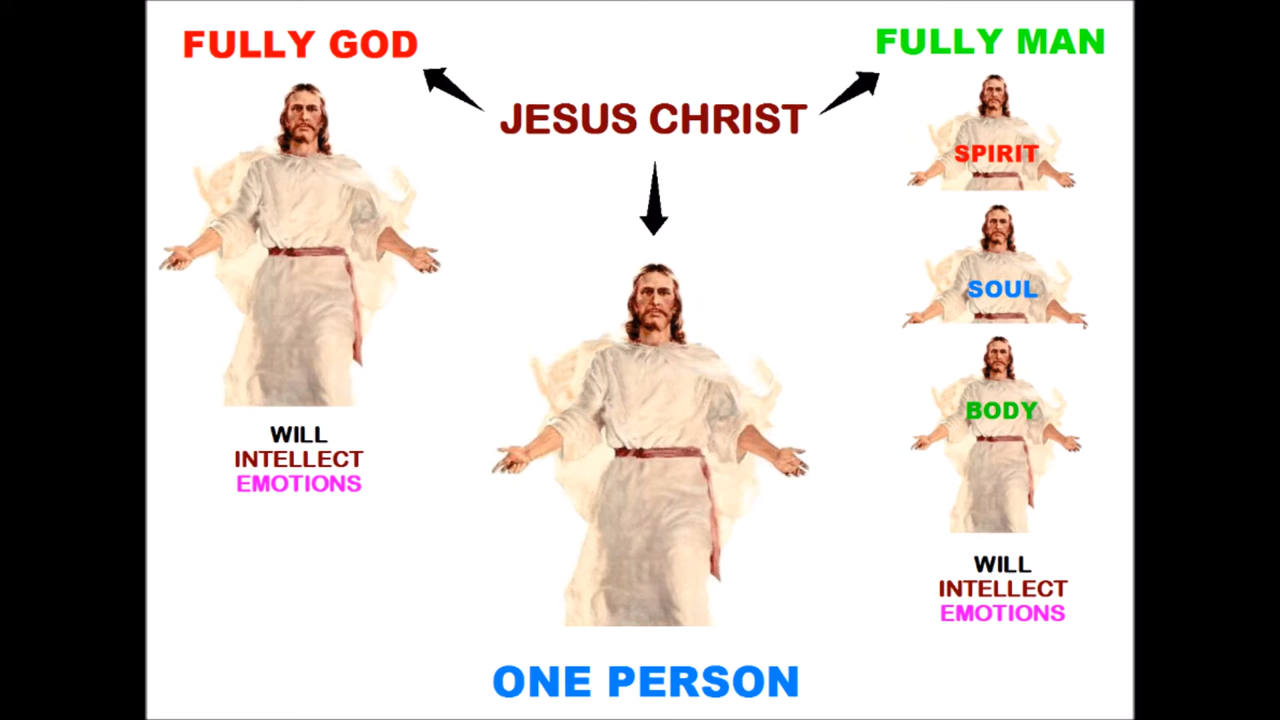 FULLY GOD
JESUS CHRIST
FULLY MAN
SPIRIT
SOUL
BODY
WILL
INTELLECT
EMOTIONS
WILL
INTELLECT
EMOTIONS
ONE PERSON